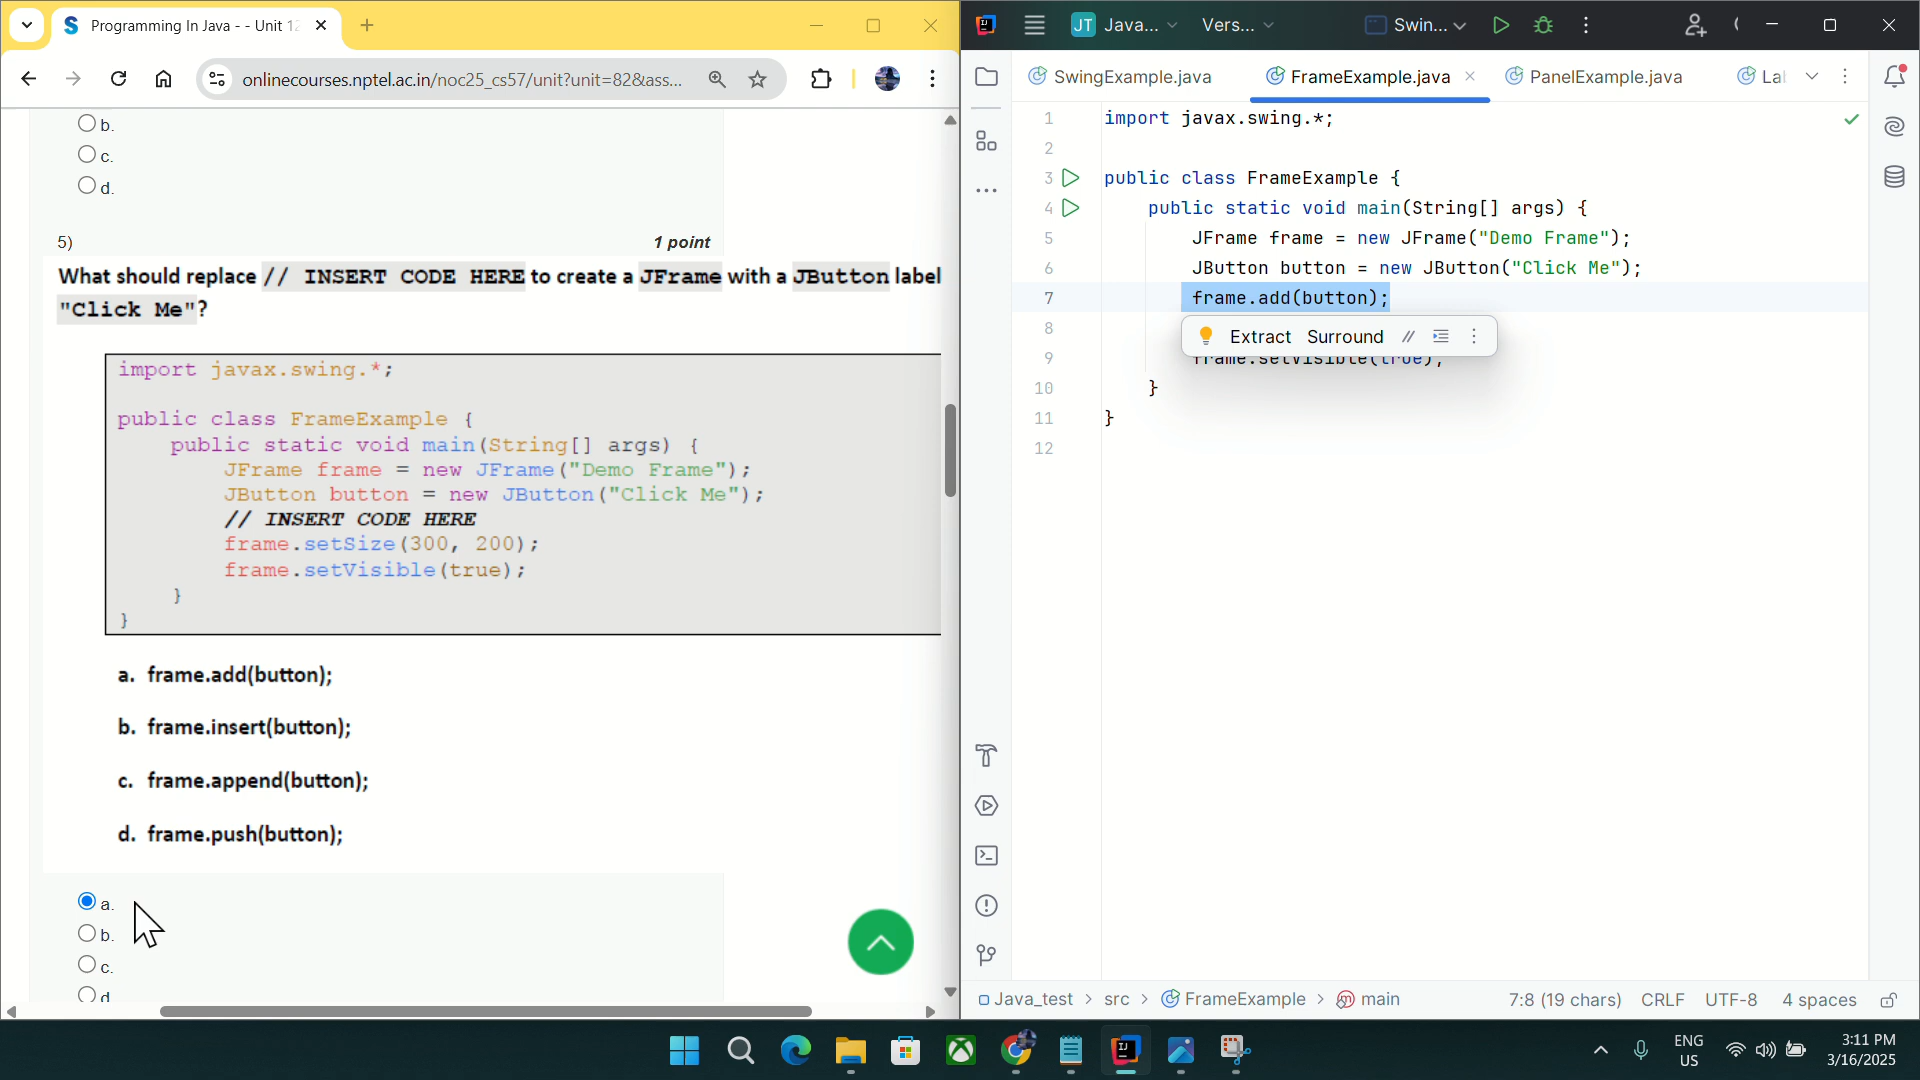 Programming In Java - - Unit 12
onlinecourses.nptel.ac.in/noc25_cs57/unit?unit=82&ass...
b.
c.
d.
5)
1 point
What should replace // INSERT CODE HERE to create a JFrame with a JButton label
"Click Me"?
import javax.swing.*;
public class FrameExample {
public static void main(String[] args) {
JFrame frame = new JFrame("Demo Frame");
JButton button = new JButton("Click Me");
// INSERT CODE HERE
frame.setSize(300, 200);
frame.setVisible(true);
}
}
a. frame.add(button);
b. frame.insert(button);
c. frame.append(button);
d. frame.push(button);
a.
b.
c.
d
JT Java... Vers... Swin...
SwingExample.java FrameExample.java PanelExample.java La
1 import javax.swing.*;
2
3 public class FrameExample {
4 public static void main(String[] args) {
5 JFrame frame = new JFrame("Demo Frame");
6 JButton button = new JButton("Click Me");
7 frame.add(button);
8
Extract Surround
9 frame.setVisible(true);
10 }
11 }
12
Java_test > src > FrameExample > main 7:8 (19 chars) CRLF UTF-8 4 spaces
ENG
US
3:11 PM
3/16/2025